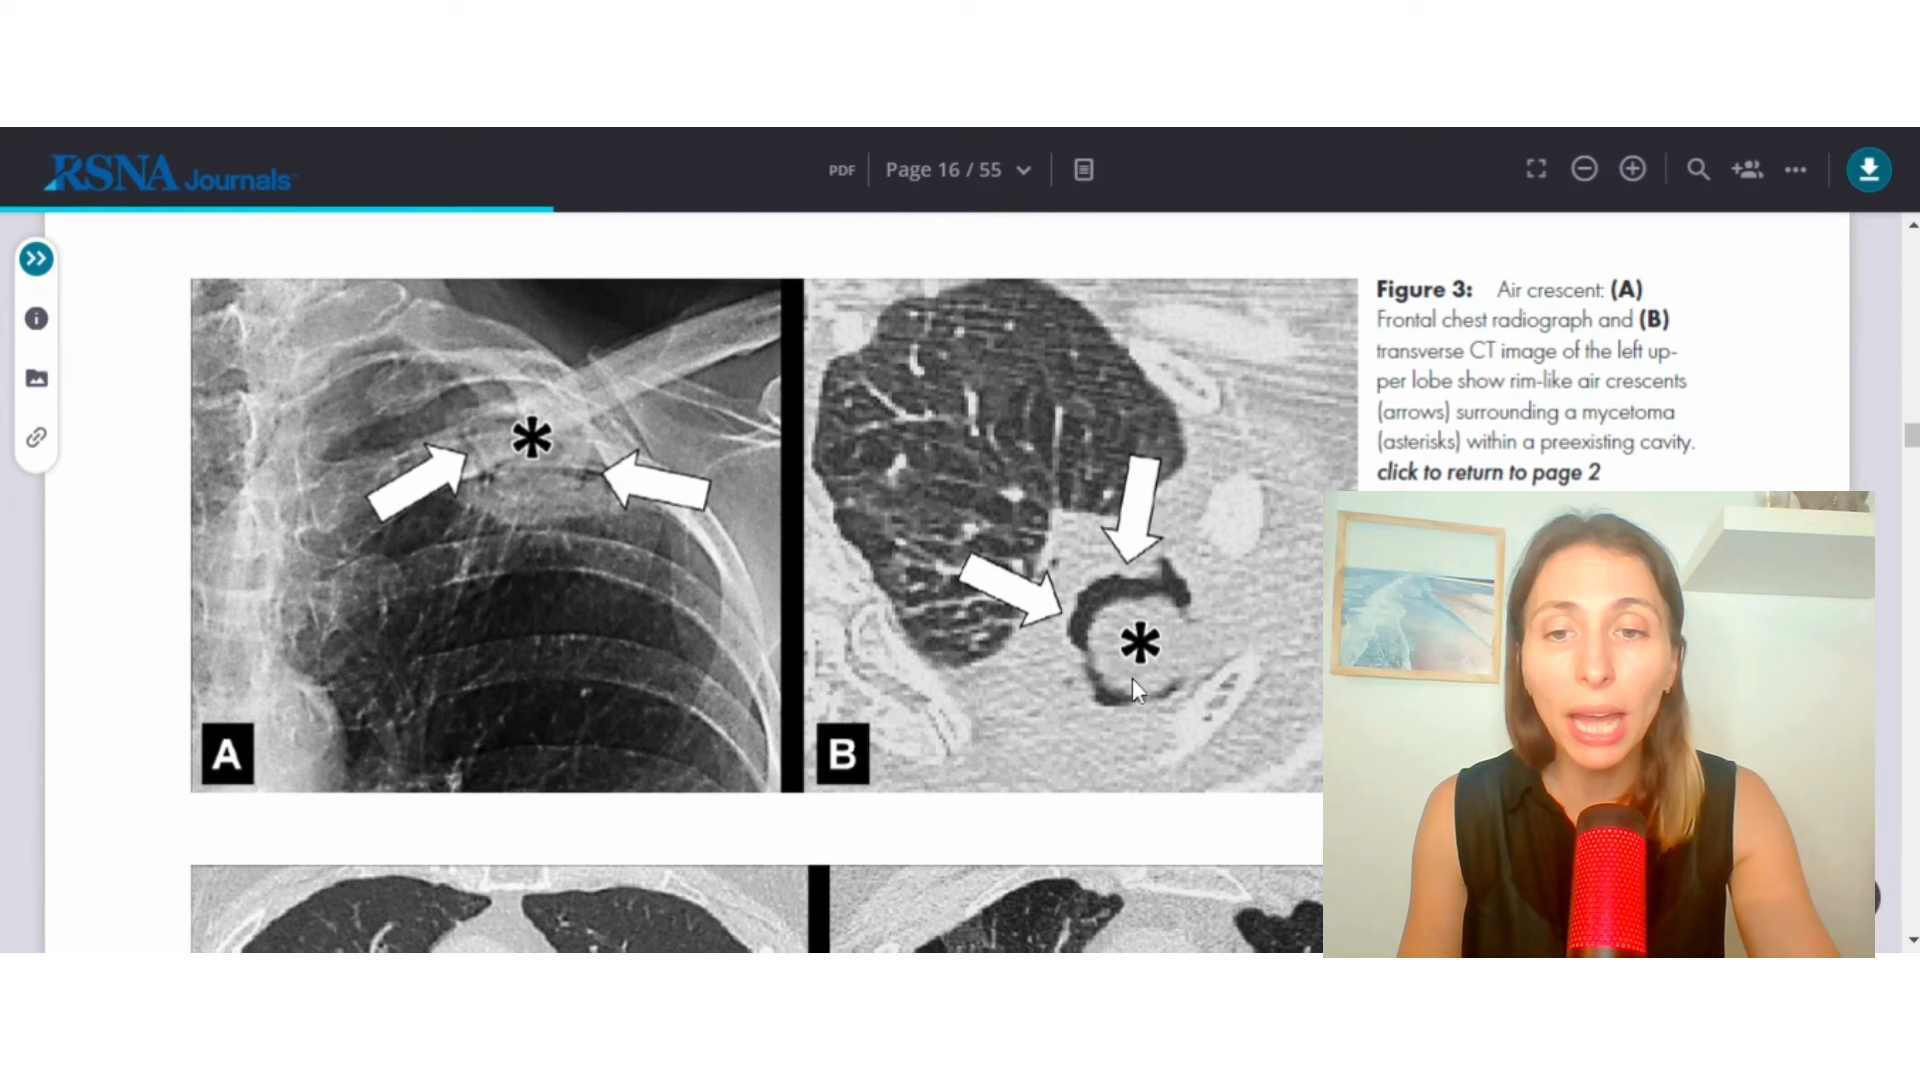 RSNA Journals
PDF Page 16 / 55
Figure 3: Air crescent: (A)
Frontal chest radiograph and (B)
transverse CT image of the left up-
per lobe show rim-like air crescents
(arrows) surrounding a mycetoma
(asterisks) within a preexisting cavity.
click to return to page 2
*
*
A
B